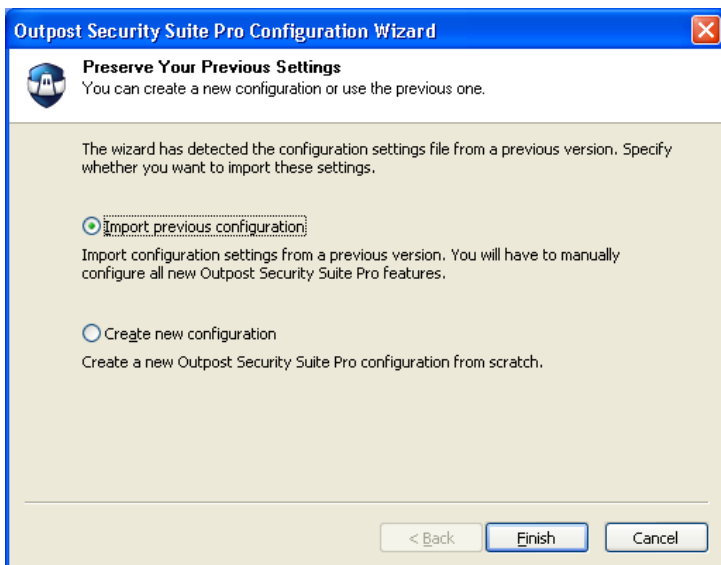 Outpost Security Suite Pro Configuration Wizard
Preserve Your Previous Settings
You can create a new configuration or use the previous one.
The wizard has detected the configuration settings file from a previous version. Specify
whether you want to import these settings.
Import previous configuration
Import configuration settings from a previous version. You will have to manually
configure all new Outpost Security Suite Pro features.
Create new configuration
Create a new Outpost Security Suite Pro configuration from scratch.
< Back
Finish
Cancel